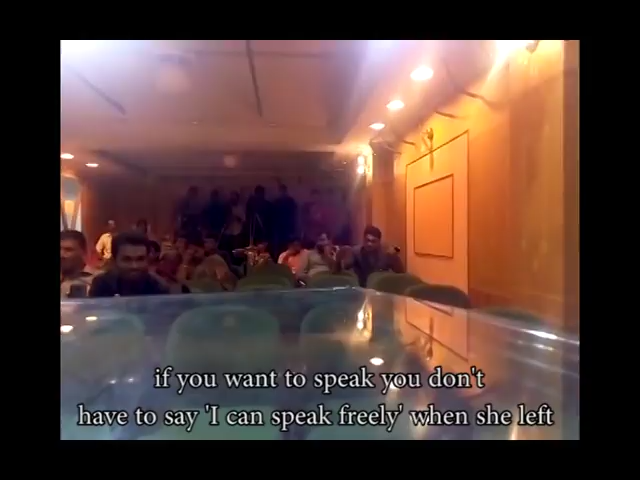 if you want to speak you don't
have to say 'I can speak freely' when she left